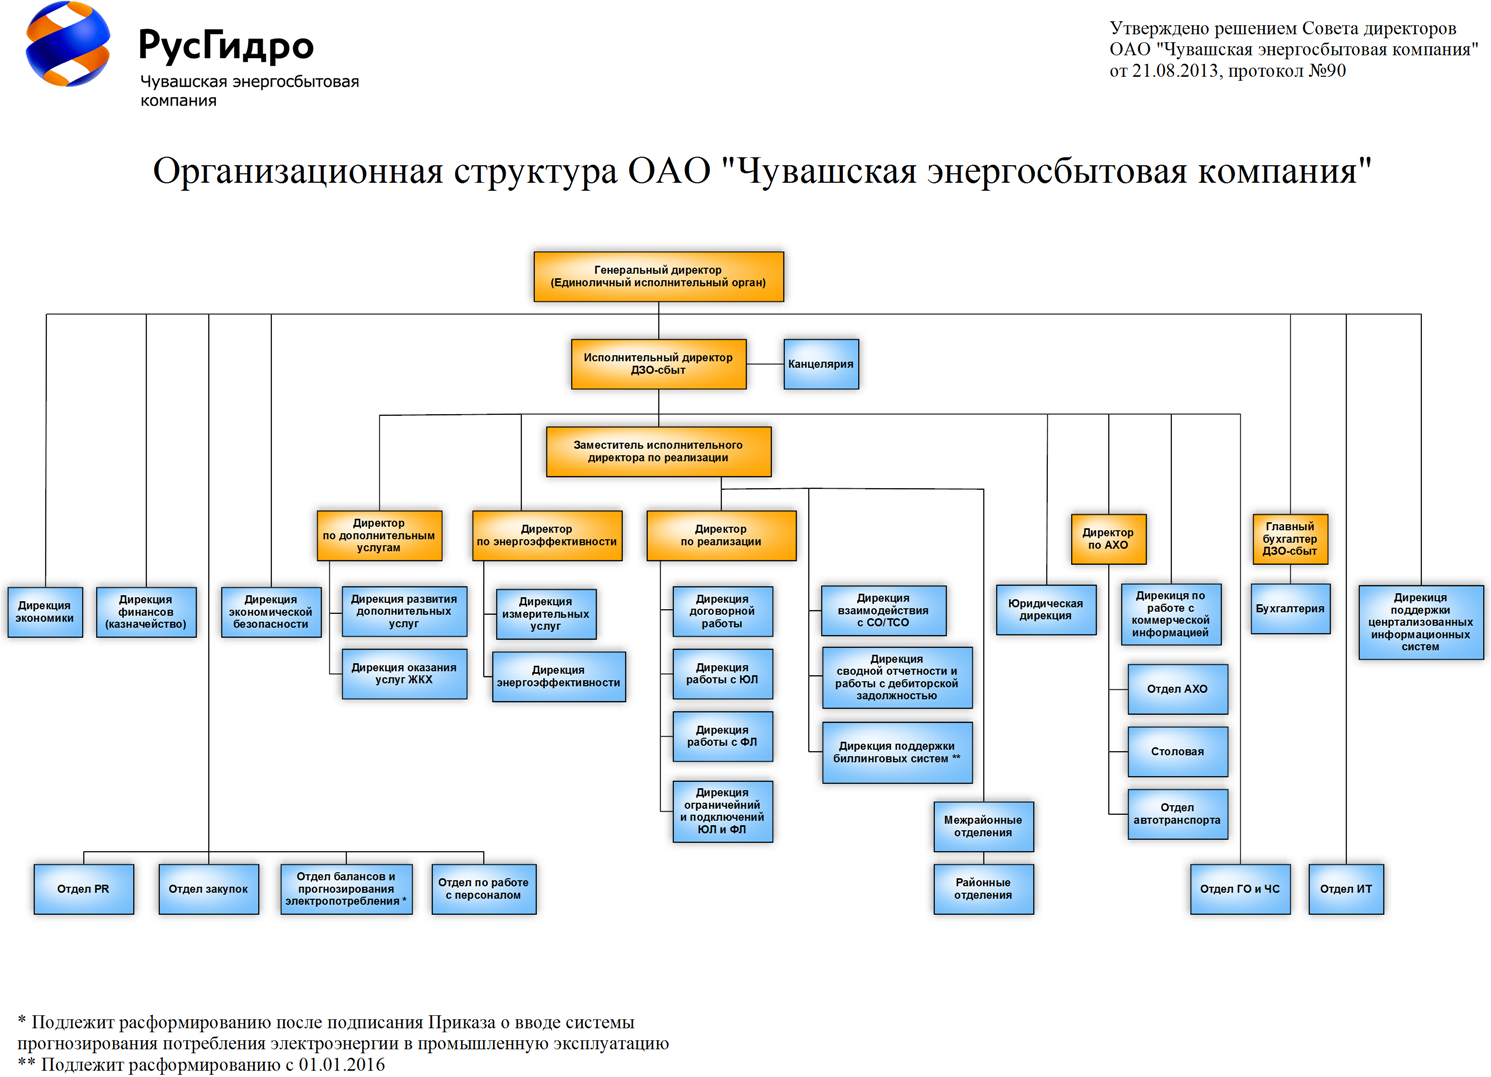 РусГидро
Чувашская энергосбытовая
компания
Утверждено решением Совета директоров
ОАО "Чувашская энергосбытовая компания"
от 21.08.2013, протокол №90
Организационная структура ОАО "Чувашская энергосбытовая компания"
Генеральный директор
(Единоличный исполнительный орган)
Исполнительный директор
ДЗО-сбыт
Канцелярия
Заместитель исполнительного
директора по реализации
Директор
по дополнительным
услугам
Директор
по энергоэффективности
Директор
по реализации
Директор
по АХО
Главный
бухгалтер
ДЗО-сбыт
Дирекция
экономики
Дирекция
финансов
(казначейство)
Дирекция
экономической
безопасности
Дирекция развития
дополнительных
услуг
Дирекция
измерительных
услуг
Дирекция
договорной
работы
Дирекция
взаимодействия
с СО/ТСО
Юридическая
дирекция
Дирекиця по
работе с
коммерческой
информацией
Бухгалтерия
Дирекиця
поддержки
ценртализованных
информационных
систем
Дирекция оказания
услуг ЖКХ
Дирекция
энергоэффективности
Дирекция
работы с ЮЛ
Дирекция
сводной отчетности и
работы с дебиторской
задолжностью
Отдел АХО
Дирекция
работы с ФЛ
Дирекция поддержки
биллинговых систем **
Столовая
Дирекция
ограничейний
и подключений
ЮЛ и ФЛ
Межрайонные
отделения
Отдел
автотранспорта
Отдел PR
Отдел закупок
Отдел балансов и
прогнозирования
электропотребления *
Отдел по работе
с персоналом
Районные
отделения
Отдел ГО и ЧС
Отдел ИТ
* Подлежит расформированию после подписания Приказа о вводе системы
прогнозирования потребления электроэнергии в промышленную эксплуатацию
** Подлежит расформированию с 01.01.2016